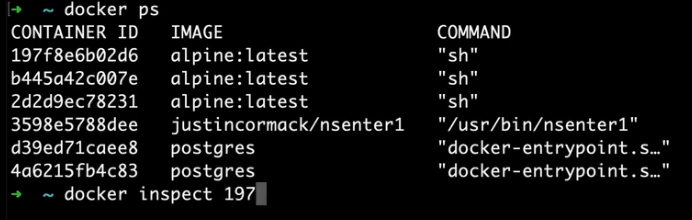 ➜ ~ docker ps
CONTAINER ID IMAGE COMMAND
197f8e6b02d6 alpine:latest "sh"
b445a42c007e alpine:latest "sh"
2d2d9ec78231 alpine:latest "sh"
3598e5788dee justincormack/nsenter1 "/usr/bin/nsenter1"
d39ed71caee8 postgres "docker-entrypoint.s…"
4a6215fb4c83 postgres "docker-entrypoint.s…"
➜ ~ docker inspect 197